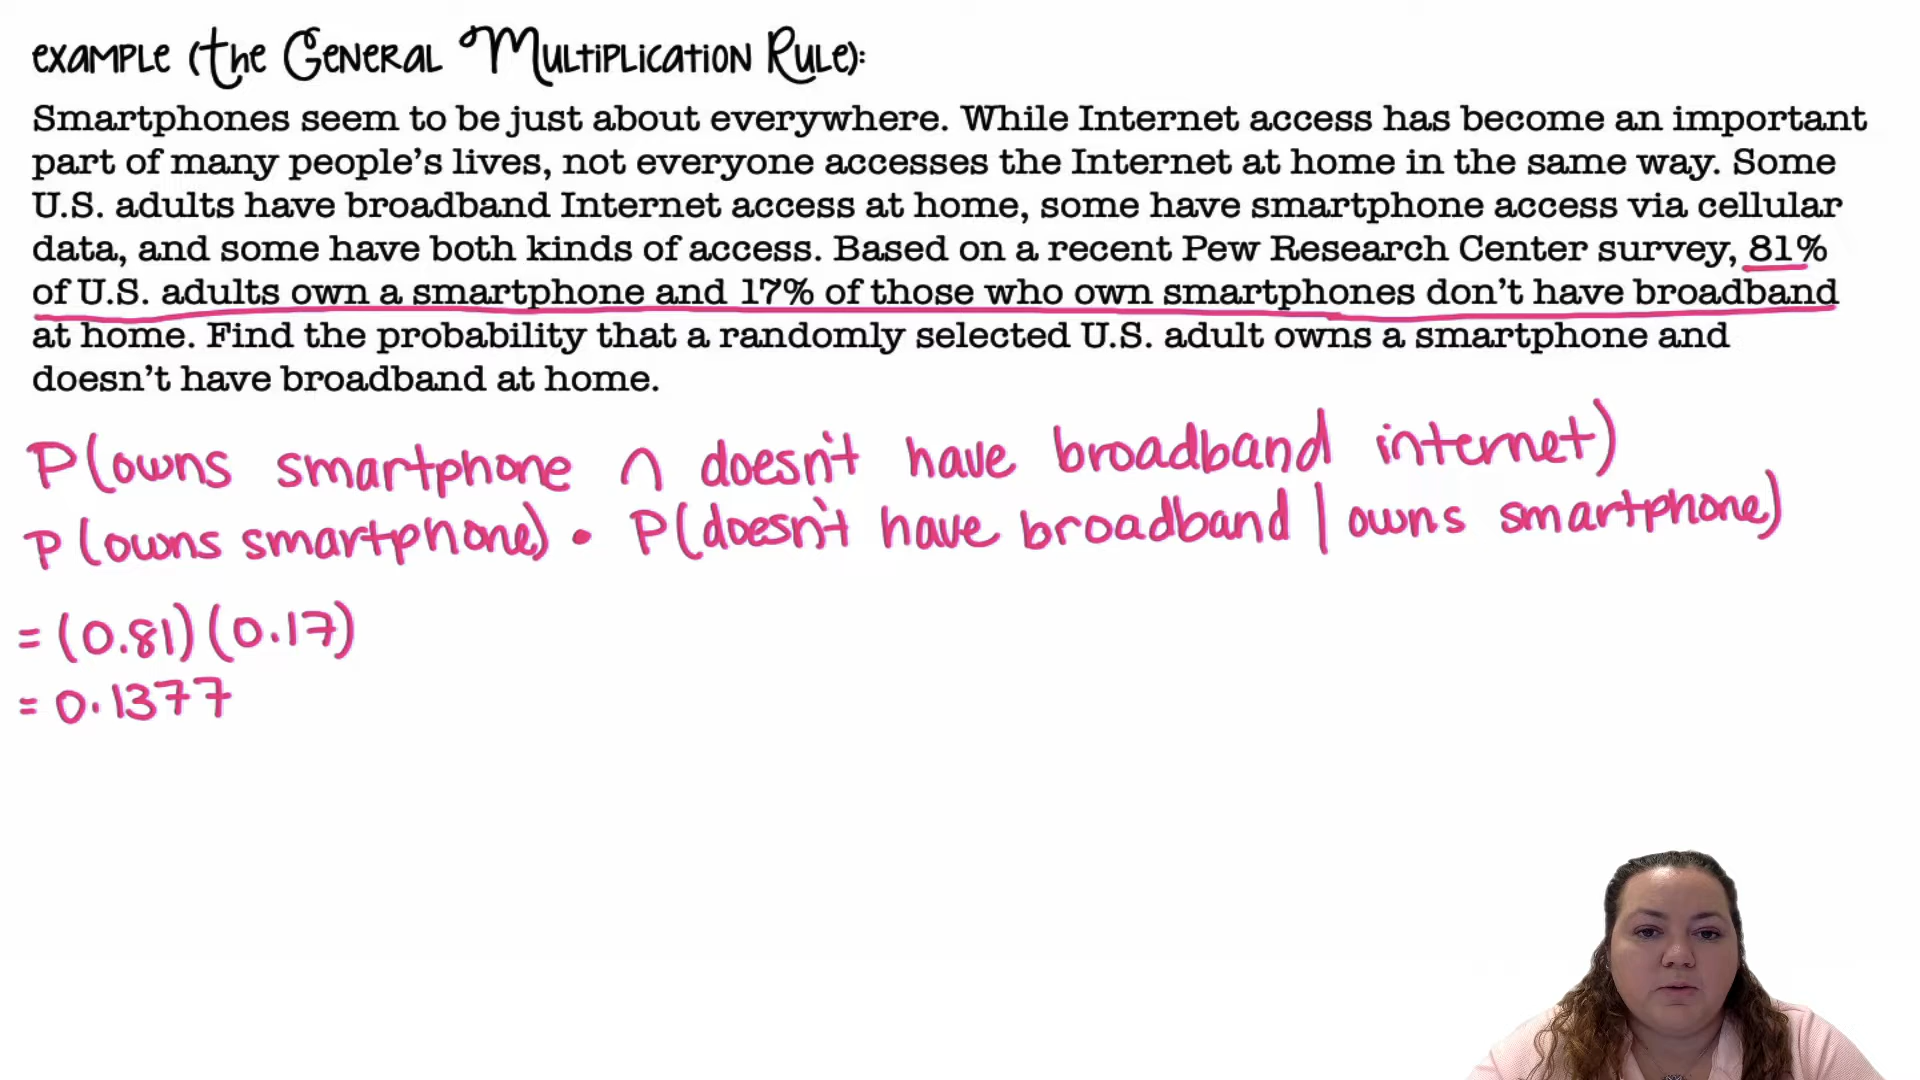 example (the General Multiplication Rule):
Smartphones seem to be just about everywhere. While Internet access has become an important
part of many people’s lives, not everyone accesses the Internet at home in the same way. Some
U.S. adults have broadband Internet access at home, some have smartphone access via cellular
data, and some have both kinds of access. Based on a recent Pew Research Center survey, 81%
of U.S. adults own a smartphone and 17% of those who own smartphones don’t have broadband
at home. Find the probability that a randomly selected U.S. adult owns a smartphone and
doesn’t have broadband at home.
P(owns smartphone ∩ doesn't have broadband internet)
P(owns smartphone) • P(doesn't have broadband | owns smartphone)
= (0.81)(0.17)
= 0.1377